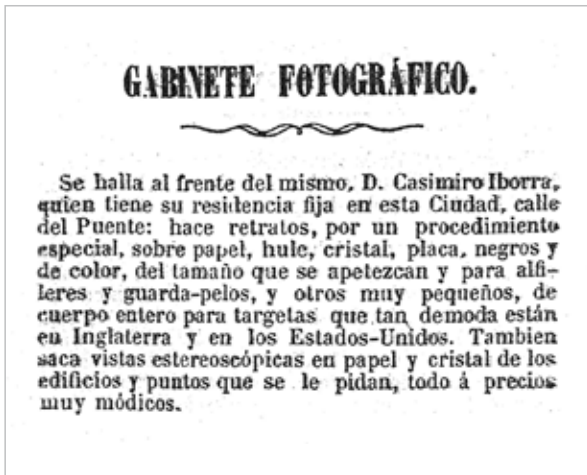 GABINETE FOTOGRÁFICO.
Se halla al frente del mismo, D. Casimiro Iborra,
quien tiene su residencia fija en esta Ciudad, calle
del Puente: hace retratos, por un procedimiento
especial, sobre papel, hule, cristal, placa, negros y
de color, del tamaño que se apetezcan y para alfi-
leres y guarda-pelos, y otros muy pequeños, de
cuerpo entero para targetas que tan demoda están
en Inglaterra y en los Estados-Unidos. Tambien
saca vistas estereoscópicas en papel y cristal de los
edificios y puntos que se le pidan, todo á precios
muy módicos.